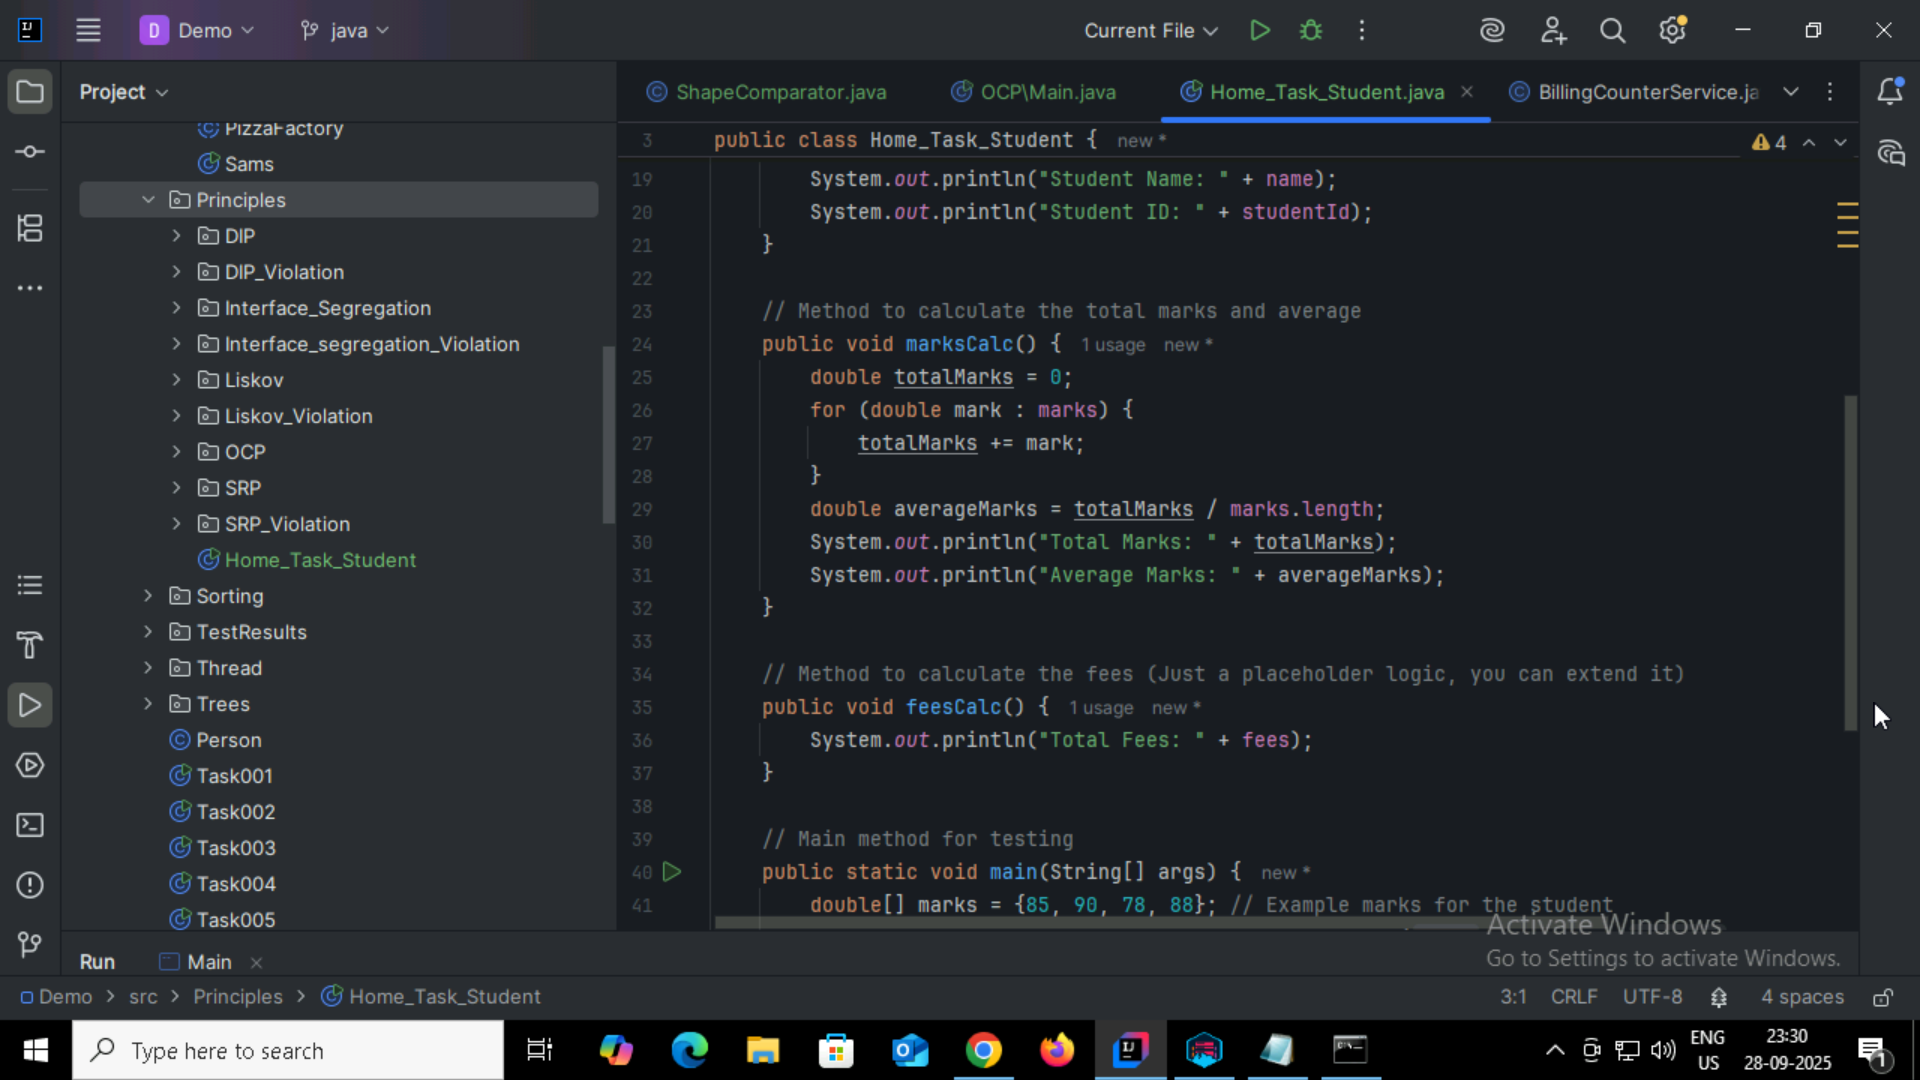 D Demo java Current File
Project ShapeComparator.java OCP\Main.java Home_Task_Student.java BillingCounterService.ja
PizzaFactory
Sams
Principles
DIP
DIP_Violation
Interface_Segregation
Interface_segregation_Violation
Liskov
Liskov_Violation
OCP
SRP
SRP_Violation
Home_Task_Student
Sorting
TestResults
Thread
Trees
Person
Task001
Task002
Task003
Task004
Task005
3 public class Home_Task_Student { new * 4
19 System.out.println("Student Name: " + name);
20 System.out.println("Student ID: " + studentId);
21 }
22
23 // Method to calculate the total marks and average
24 public void marksCalc() { 1 usage new *
25 double totalMarks = 0;
26 for (double mark : marks) {
27 totalMarks += mark;
28 }
29 double averageMarks = totalMarks / marks.length;
30 System.out.println("Total Marks: " + totalMarks);
31 System.out.println("Average Marks: " + averageMarks);
32 }
33
34 // Method to calculate the fees (Just a placeholder logic, you can extend it)
35 public void feesCalc() { 1 usage new *
36 System.out.println("Total Fees: " + fees);
37 }
38
39 // Main method for testing
40 public static void main(String[] args) { new *
41 double[] marks = {85, 90, 78, 88}; // Example marks for the student
Activate Windows
Go to Settings to activate Windows.
Run Main
Demo > src > Principles > Home_Task_Student 3:1 CRLF UTF-8 4 spaces
Type here to search
ENG
US
23:30
28-09-2025
1